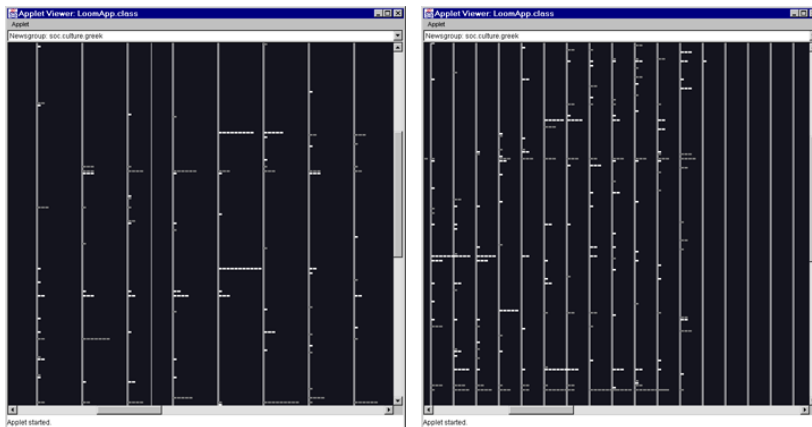 Applet Viewer: LoomApp.class
Applet
Newsgroup: soc.culture.greek
Applet started.
Applet Viewer: LoomApp.class
Applet
Newsgroup: soc.culture.greek
Applet started.